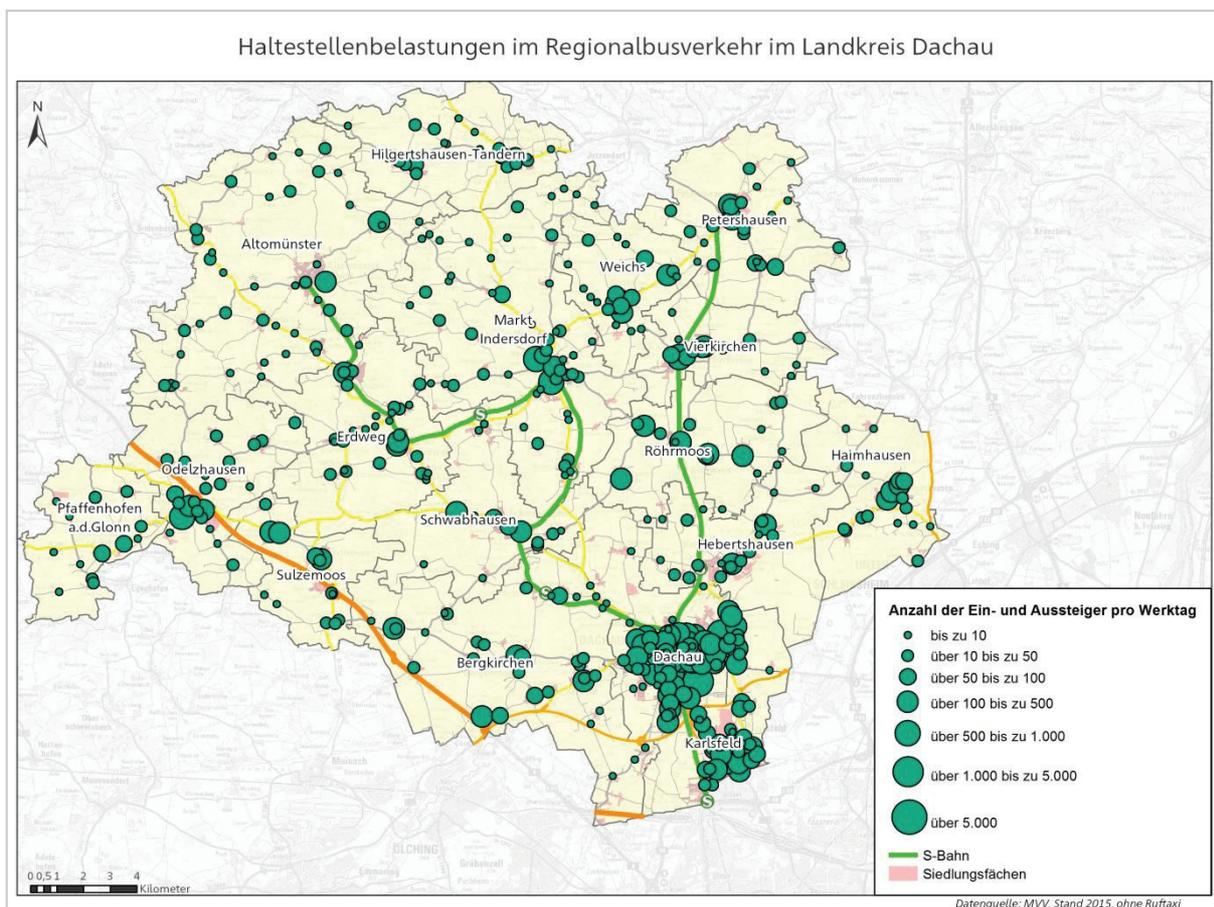 Haltestellenbelastungen im Regionalbusverkehr im Landkreis Dachau
N
Hilgertshausen-Tandern
Petershausen
Altomünster
Weichs
Markt
Indersdorf
Vierkirchen
S
Erdweg
Röhrmoos
Haimhausen
Odelzhausen
Pfaffenhofen
a.d.Glonn
Schwabhausen
Hebertshausen
Sulzemoos
S
Bergkirchen
Dachau
Karlsfeld
S
OLCHING
Anzahl der Ein- und Aussteiger pro Werktag
bis zu 10
über 10 bis zu 50
über 50 bis zu 100
über 100 bis zu 500
über 500 bis zu 1.000
über 1.000 bis zu 5.000
über 5.000
S-Bahn
Siedlungsfächen
0 0,5 1 2 3 4
Kilometer
Datenquelle: MVV, Stand 2015, ohne Ruftaxi